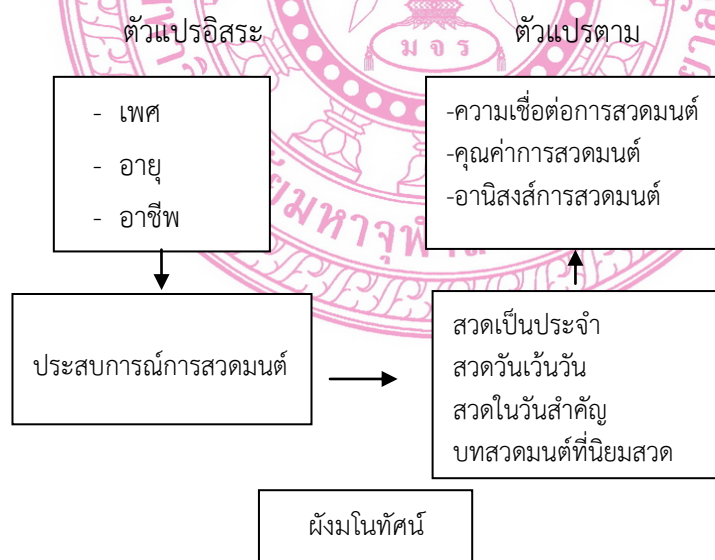 ตัวแปรอิสระ
ตัวแปรตาม
ม จ ร
- เพศ
- อายุ
- อาชีพ
-ความเชื่อต่อการสวดมนต์
-คุณค่าการสวดมนต์
-อานิสงส์การสวดมนต์
ประสบการณ์การสวดมนต์
สวดเป็นประจำ
สวดวันเว้นวัน
สวดในวันสำคัญ
บทสวดมนต์ที่นิยมสวด
ผังมโนทัศน์